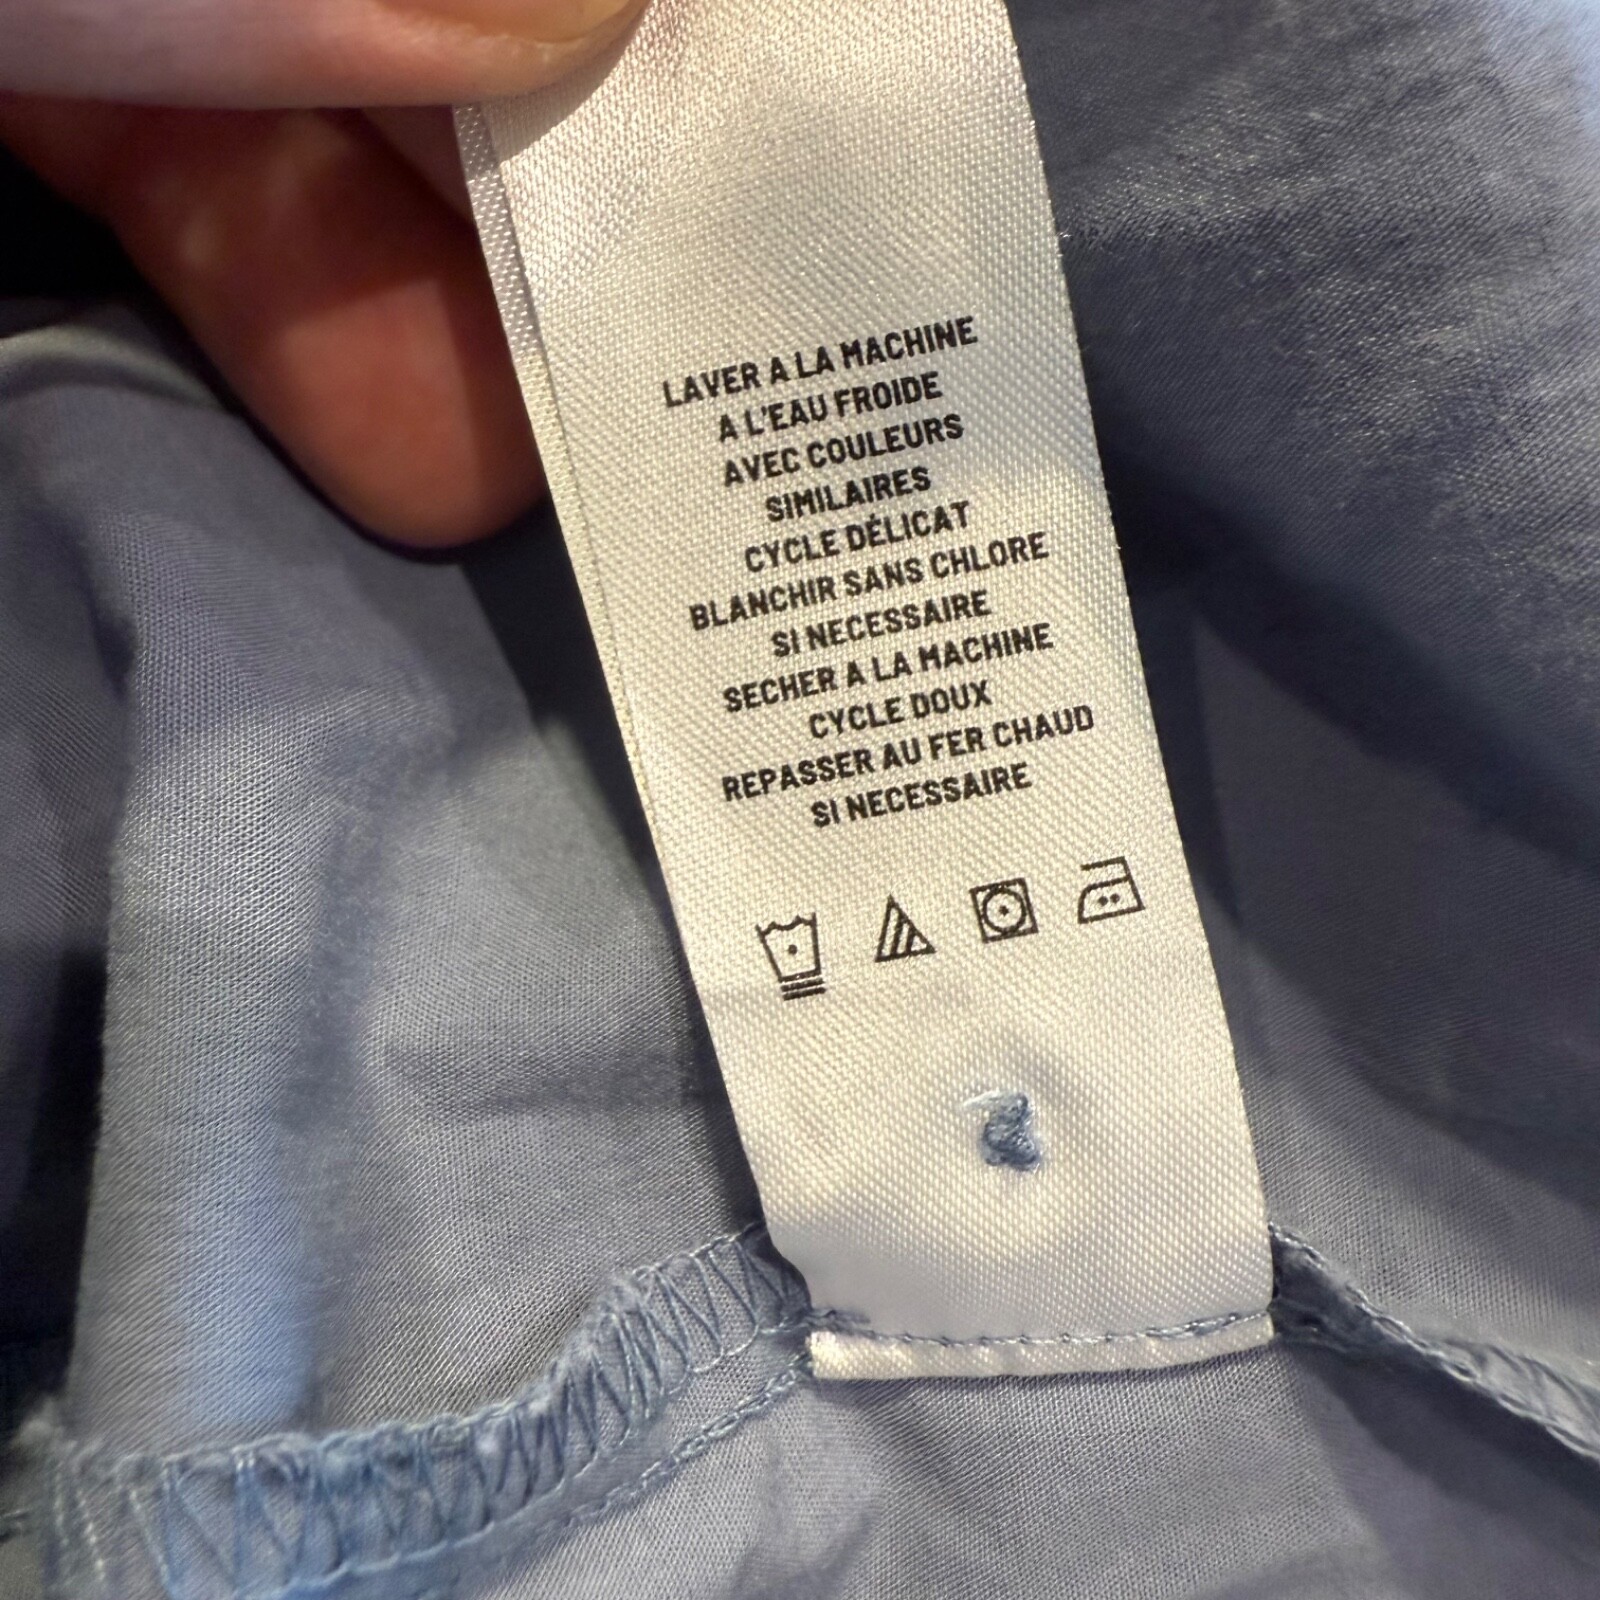 LAVER A LA MACHINE
A L'EAU FROIDE
AVEC COULEURS
SIMILAIRES
CYCLE DÉLICAT
BLANCHIR SANS CHLORE
SI NECESSAIRE
SECHER A LA MACHINE
CYCLE DOUX
REPASSER AU FER CHAUD
SI NECESSAIRE